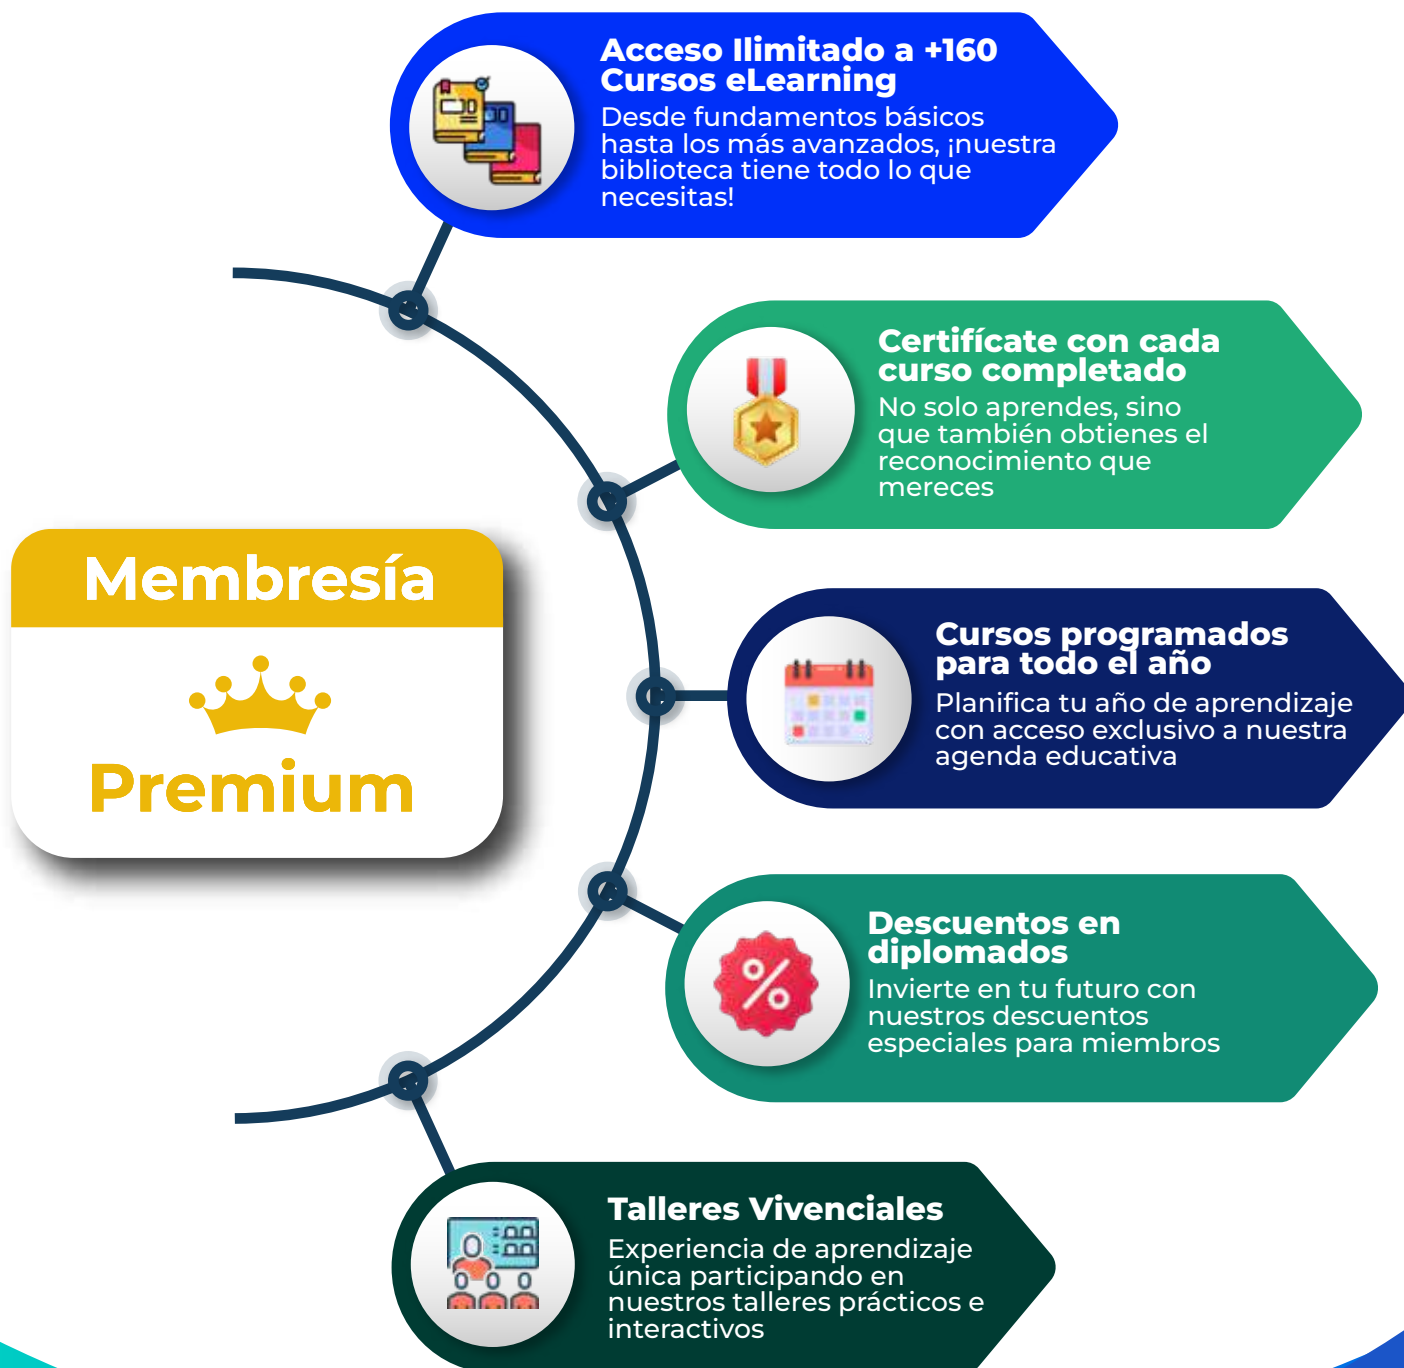 Acceso Ilimitado a +160
Cursos eLearning
Desde fundamentos básicos
hasta los más avanzados, ¡nuestra
biblioteca tiene todo lo que
necesitas!
Certifícate con cada
curso completado
No solo aprendes, sino
que también obtienes el
reconocimiento que
mereces
Membresía
Premium
Cursos programados
para todo el año
Planifica tu año de aprendizaje
con acceso exclusivo a nuestra
agenda educativa
Descuentos en
diplomados
Invierte en tu futuro con
nuestros descuentos
especiales para miembros
Talleres Vivenciales
Experiencia de aprendizaje
única participando en
nuestros talleres prácticos e
interactivos